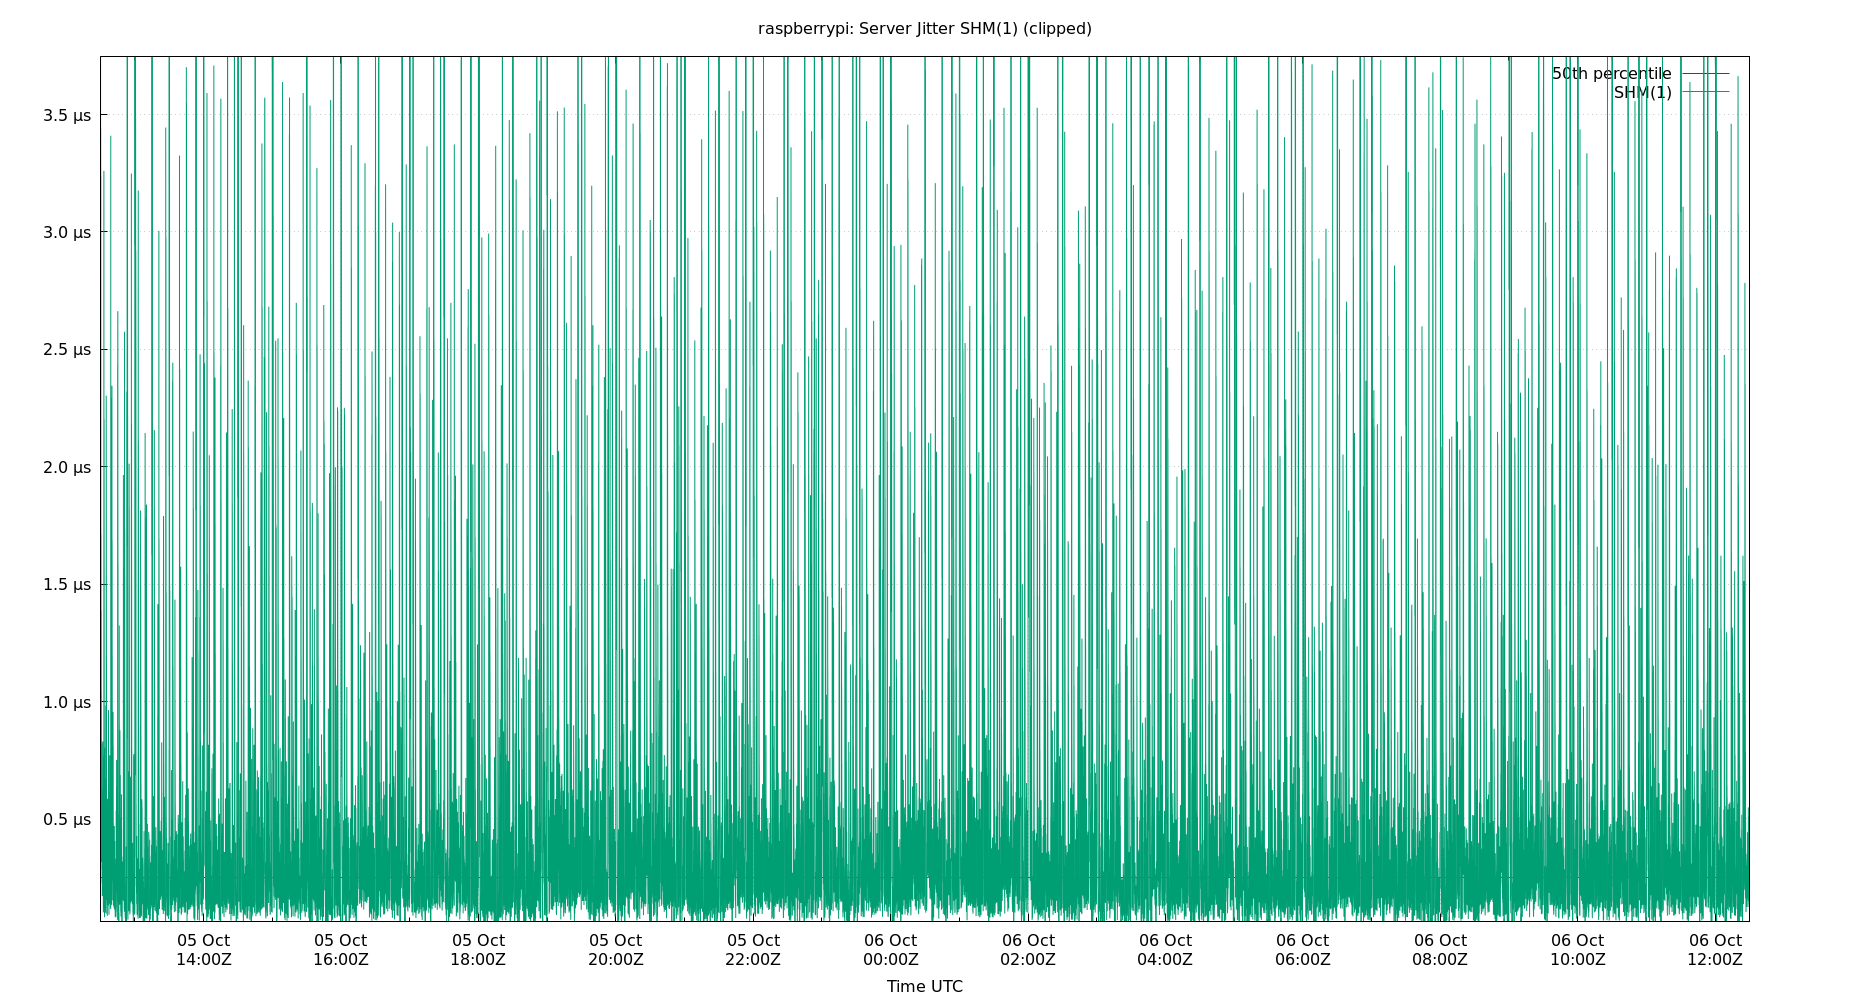 raspberrypi: Server Jitter SHM(1) (clipped)
50th percentile
SHM(1)
3.5 µs
3.0 µs
2.5 µs
2.0 µs
1.5 µs
1.0 µs
0.5 µs
05 Oct 05 Oct 05 Oct 05 Oct 05 Oct 06 Oct 06 Oct 06 Oct 06 Oct 06 Oct 06 Oct 06 Oct
14:00Z 16:00Z 18:00Z 20:00Z 22:00Z 00:00Z 02:00Z 04:00Z 06:00Z 08:00Z 10:00Z 12:00Z
Time UTC